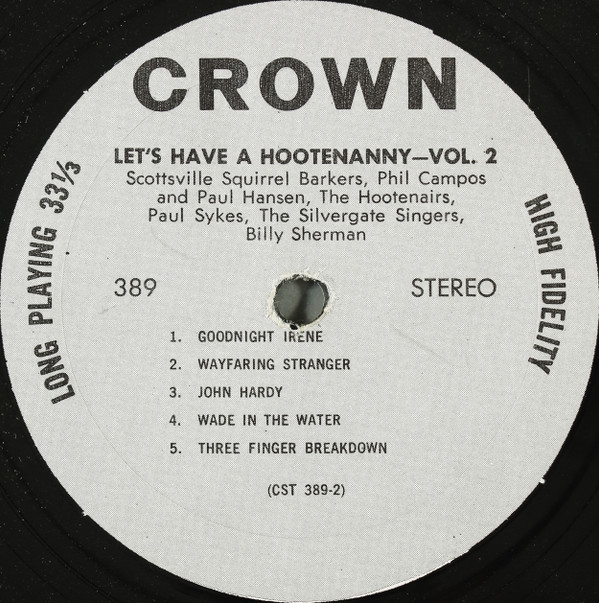 CROWN
LET'S HAVE A HOOTENANNY—VOL. 2
Scottsville Squirrel Barkers, Phil Campos
and Paul Hansen, The Hootenairs,
Paul Sykes, The Silvergate Singers,
Billy Sherman
LONG PLAYING 33⅓
HIGH FIDELITY
389
STEREO
1. GOODNIGHT IRENE
2. WAYFARING STRANGER
3. JOHN HARDY
4. WADE IN THE WATER
5. THREE FINGER BREAKDOWN
(CST 389-2)